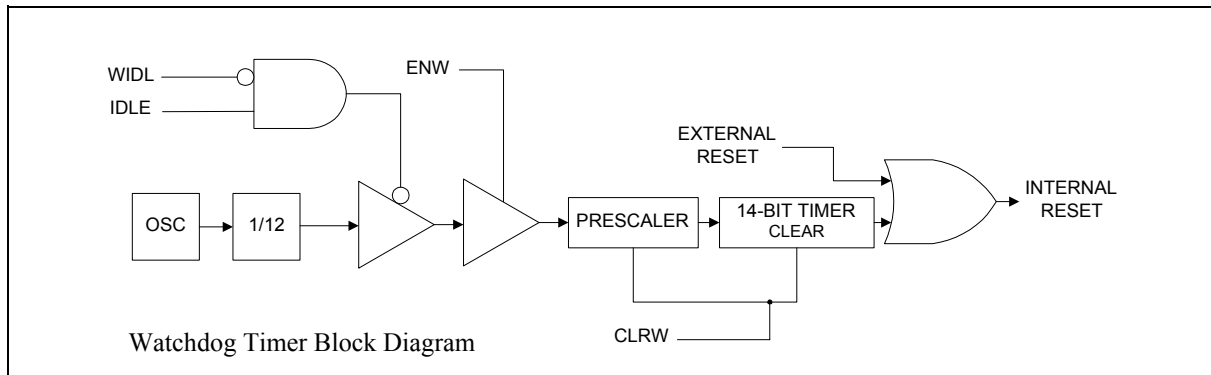 WIDL
IDLE
ENW
EXTERNAL
RESET
INTERNAL
RESET
OSC
1/12
PRESCALER
14-BIT TIMER
CLEAR
CLRW
Watchdog Timer Block Diagram